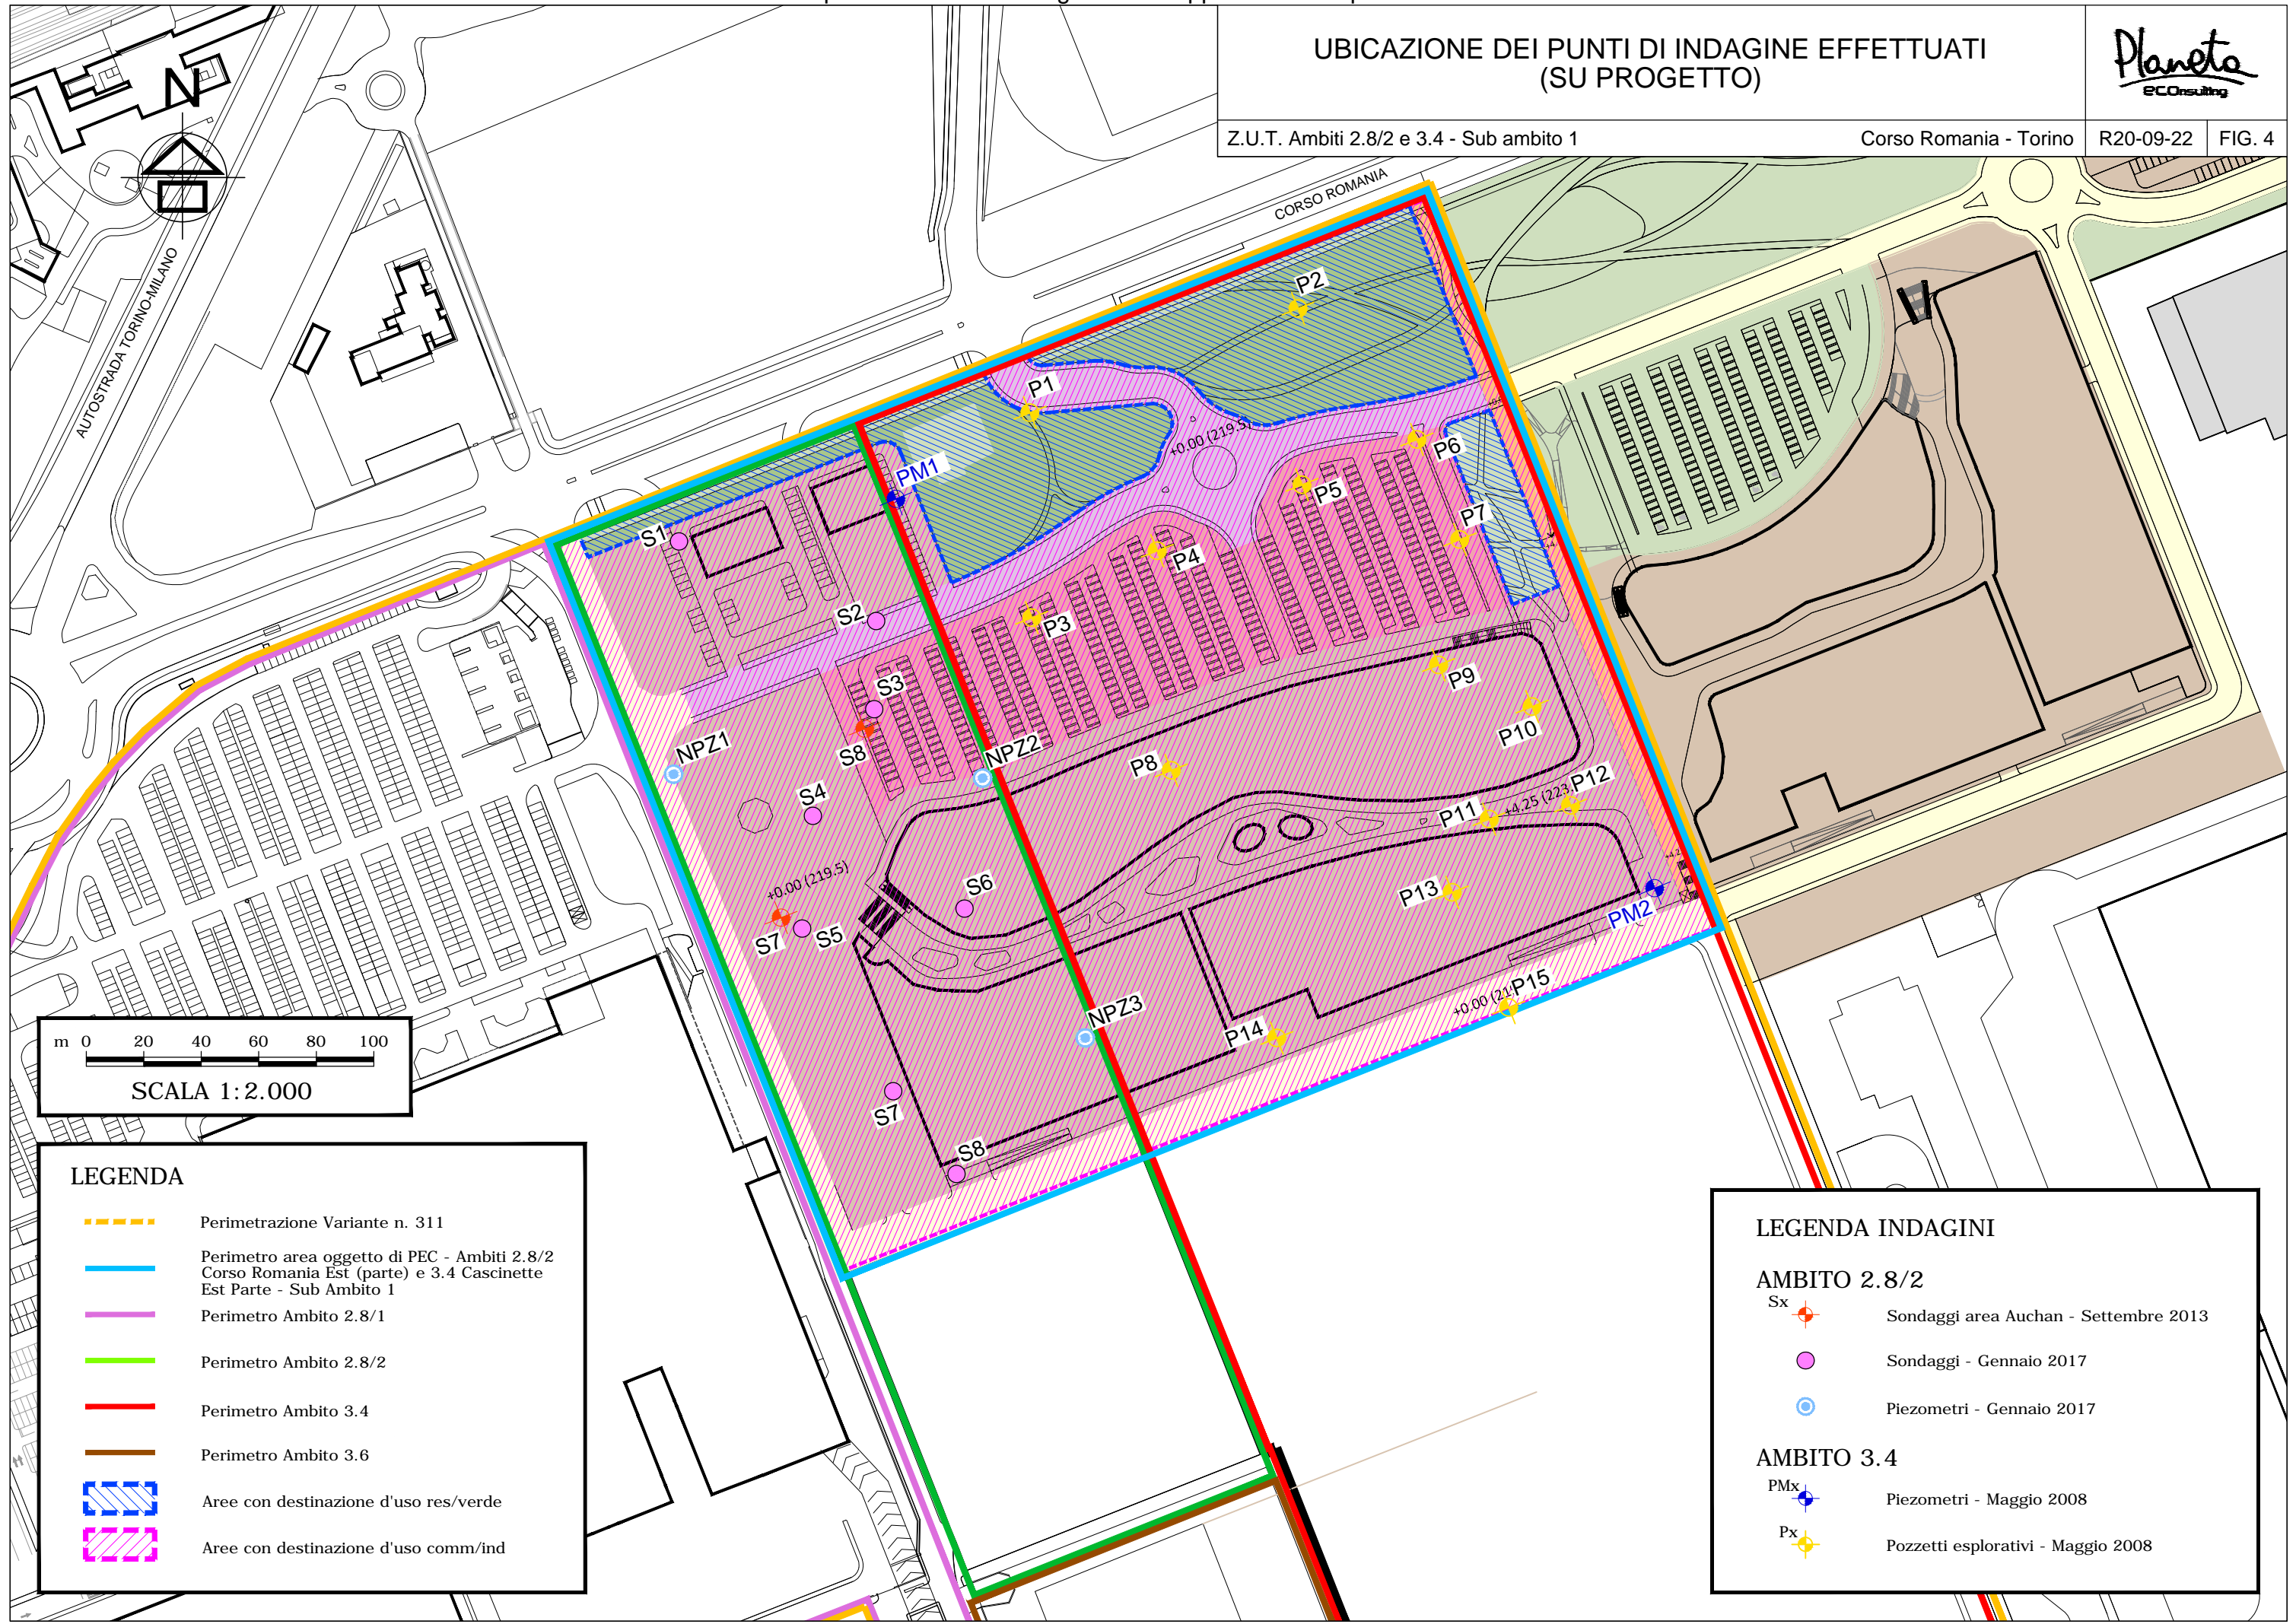 UBICAZIONE DEI PUNTI DI INDAGINE EFFETTUATI
(SU PROGETTO)
Planeta
eCOnsulting
Z.U.T. Ambiti 2.8/2 e 3.4 - Sub ambito 1
Corso Romania - Torino
R20-09-22
FIG. 4
N
AUTOSTRADA TORINO-MILANO
CORSO ROMANIA
P2
P1
+0.00 (219.5)
P6
PM1
P5
P7
S1
P4
S2
P3
P9
S3
P10
S8
NPZ1
NPZ2
P8
P12
S4
P11
+4.25 (223.
+0.00 (219.5)
S6
P13
PM2
S7
S5
P15
+0.00 (21
NPZ3
P14
S7
S8
m 0 20 40 60 80 100
SCALA 1:2.000
LEGENDA
Perimetrazione Variante n. 311
Perimetro area oggetto di PEC - Ambiti 2.8/2
Corso Romania Est (parte) e 3.4 Cascinette
Est Parte - Sub Ambito 1
Perimetro Ambito 2.8/1
Perimetro Ambito 2.8/2
Perimetro Ambito 3.4
Perimetro Ambito 3.6
Aree con destinazione d'uso res/verde
Aree con destinazione d'uso comm/ind
LEGENDA INDAGINI
AMBITO 2.8/2
Sx
Sondaggi area Auchan - Settembre 2013
Sondaggi - Gennaio 2017
Piezometri - Gennaio 2017
AMBITO 3.4
PMx
Piezometri - Maggio 2008
Px
Pozzetti esplorativi - Maggio 2008